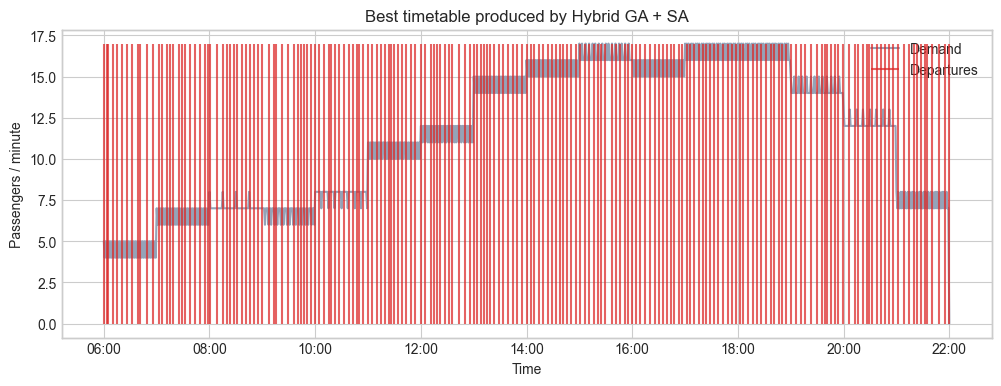 Best timetable produced by Hybrid GA + SA
17.5
15.0
12.5
10.0
7.5
5.0
2.5
0.0
Passengers / minute
Demand
Departures
06:00 08:00 10:00 12:00 14:00 16:00 18:00 20:00 22:00
Time